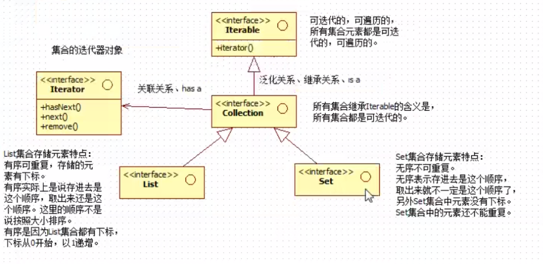 <<interface>>
Iterable
+iterator()
可迭代的，可遍历的，
所有集合元素都是可迭
代的，可遍历的。
集合的迭代器对象
<<interface>>
Iterator
+hasNext()
+next()
+remove()
关联关系、has a
泛化关系、继承关系、is a
<<interface>>
Collection
所有集合继承Iterable的含义是，
所有集合都是可迭代的。
List集合存储元素特点：
有序可重复，存储的元
素有下标。
有序实际上是说存进去是
这个顺序，取出来还是这
个顺序。这里的顺序不是
说按照大小排序。
有序是因为List集合都有下标，
下标从0开始，以1递增。
<<interface>>
List
<<interface>>
Set
Set集合存储元素特点：
无序不可重复。
无序表示存进去是这个顺序，
取出来就不一定是这个顺序了，
另外Set集合中元素没有下标。
Set集合中的元素还不能重复。